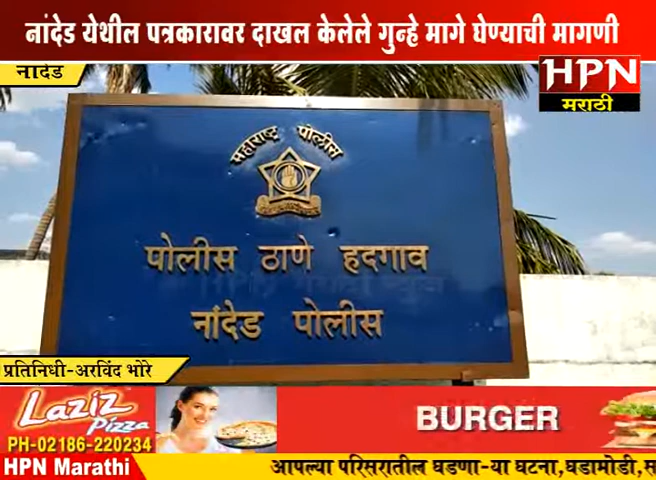 नांदेड येथील पत्रकारावर दाखल केलेले गुन्हे मागे घेण्याची मागणी
नांदेड
HPN
मराठी
महाराष्ट्र पोलीस
पोलीस ठाणे हदगाव
नांदेड पोलीस
प्रतिनिधी-अरविंद भोरे
Laziz
Pizza
PH-02186-220234
BURGER
HPN Marathi
आपल्या परिसरातील घडणा-या घटना,घडामोडी,स